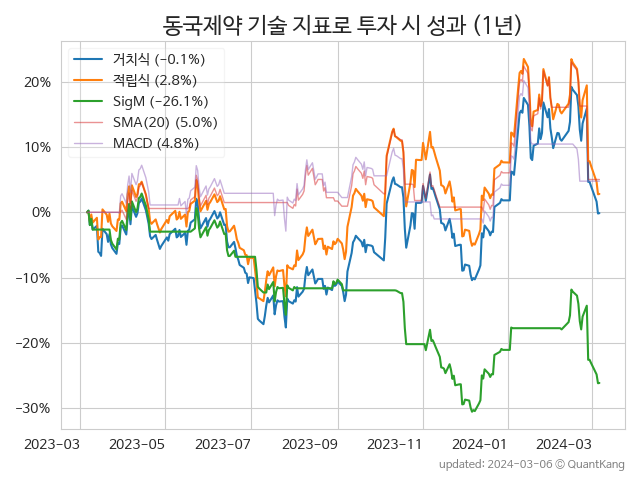 동국제약 기술 지표로 투자 시 성과 (1년)
거치식 (−0.1%)
적립식 (2.8%)
SigM (−26.1%)
SMA(20) (5.0%)
MACD (4.8%)
20%
10%
0%
−10%
−20%
−30%
2023−03 2023−05 2023−07 2023−09 2023−11 2024−01 2024−03
updated: 2024-03-06 © QuantKang